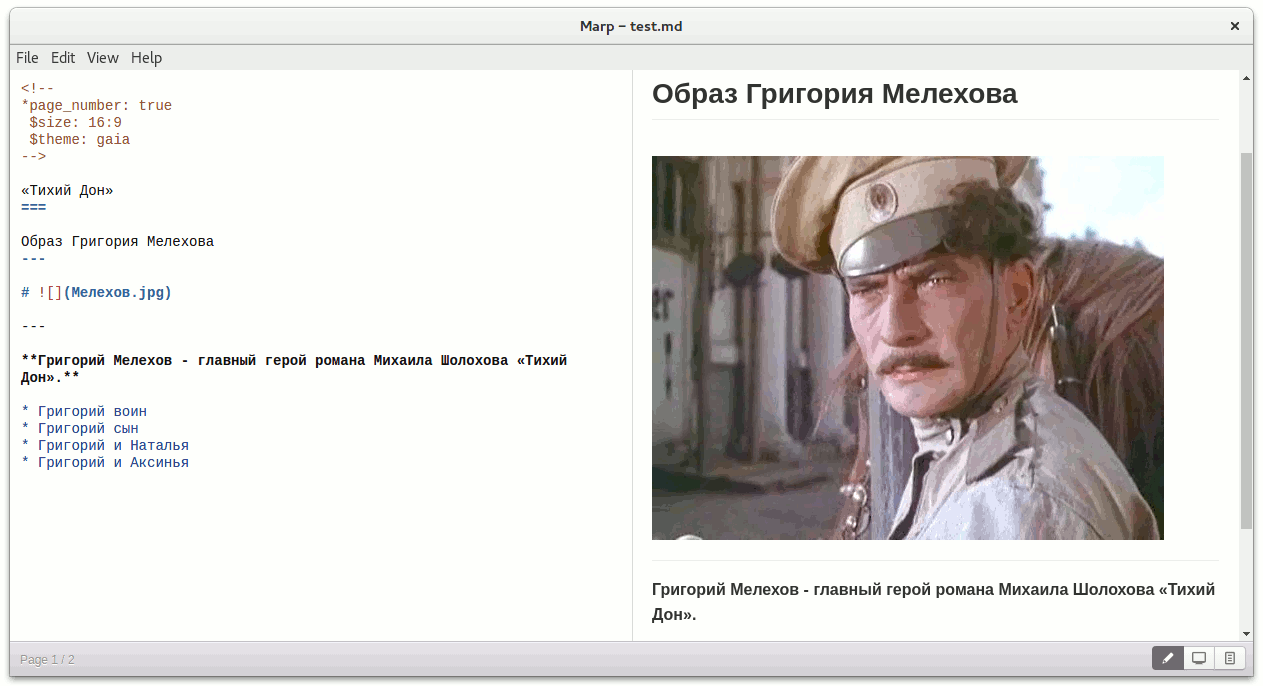 Marp – test.md
File Edit View Help
<!--
*page_number: true
$size: 16:9
$theme: gaia
-->
«Тихий Дон»
===
Образ Григория Мелехова
---
# ![](Мелехов.jpg)
---
**Григорий Мелехов - главный герой романа Михаила Шолохова «Тихий
Дон».**
* Григорий воин
* Григорий сын
* Григорий и Наталья
* Григорий и Аксинья
Образ Григория Мелехова
Григорий Мелехов - главный герой романа Михаила Шолохова «Тихий
Дон».
Page 1 / 2